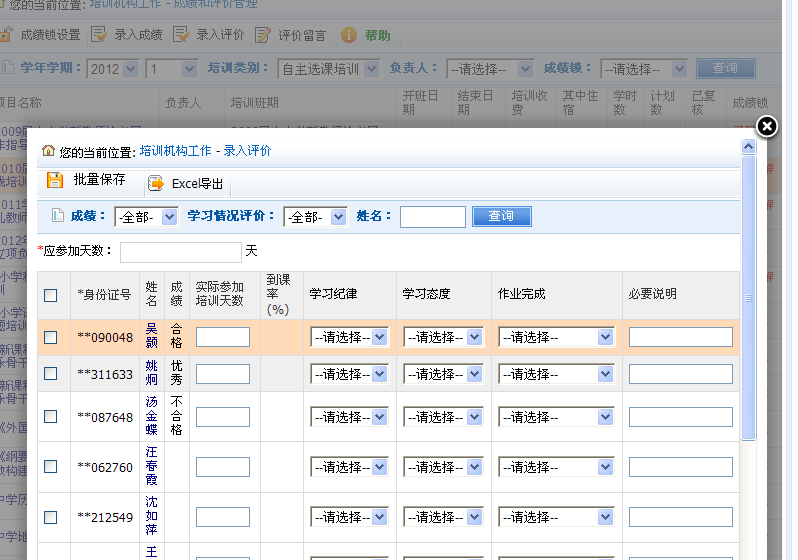 您的当前位置: 培训机构工作 - 成绩和评价管理
成绩锁设置 录入成绩 录入评价 评价留言 帮助
学年学期： 2012 1 培训类别： 自主选课培训 负责人： --请选择-- 成绩锁： --请选择-- 查询
项目名称 负责人 培训班期 开班日期 结束日期 培训收费 其中住宿 学时数 计划数 已复核 成绩锁
您的当前位置: 培训机构工作 - 录入评价
批量保存 Excel导出
成绩： -全部- 学习情况评价： -全部- 姓名： 查询
*应参加天数： 天
*身份证号 姓名 成绩 实际参加培训天数 到课率(%) 学习纪律 学习态度 作业完成 必要说明
**090048 吴颢 合格 --请选择-- --请选择-- --请选择--
**311633 姚炯 优秀 --请选择-- --请选择-- --请选择--
**087648 汤金蝶 不合格 --请选择-- --请选择-- --请选择--
**062760 汪春霞 --请选择-- --请选择-- --请选择--
**212549 沈如萍 --请选择-- --请选择-- --请选择--
王